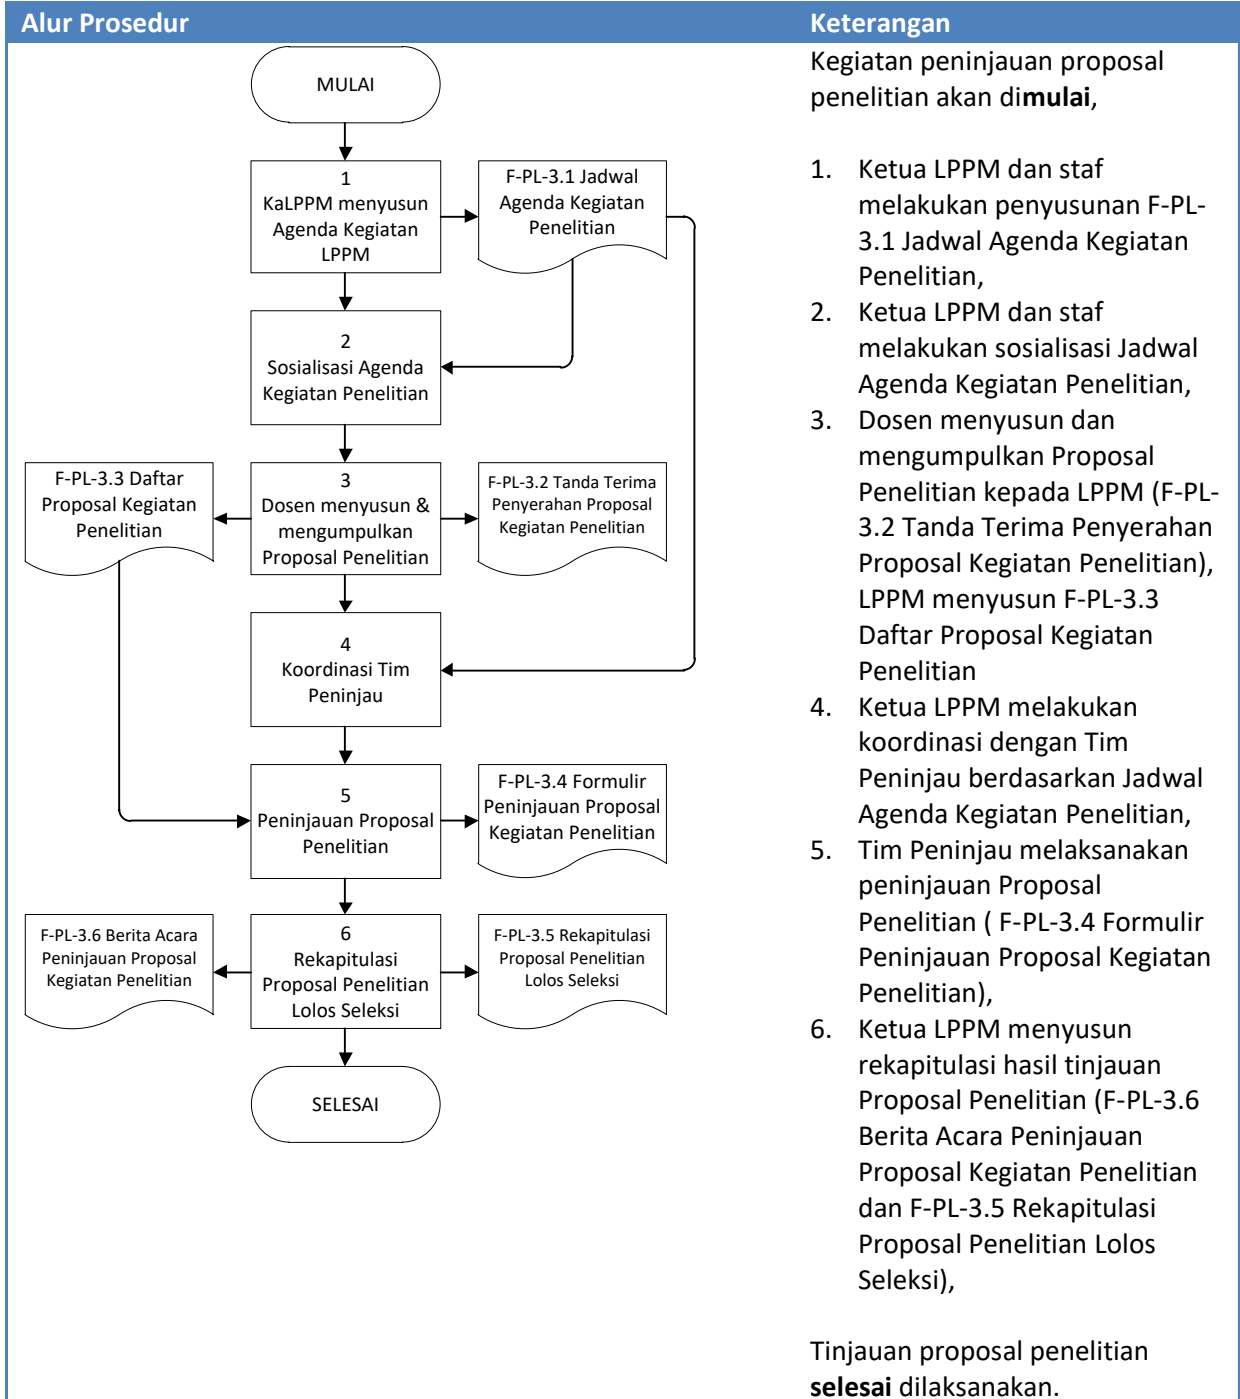 Alur Prosedur
Keterangan
MULAI
1
KaLPPM menyusun
Agenda Kegiatan
LPPM
F-PL-3.1 Jadwal
Agenda Kegiatan
Penelitian
2
Sosialisasi Agenda
Kegiatan Penelitian
F-PL-3.3 Daftar
Proposal Kegiatan
Penelitian
3
Dosen menyusun &
mengumpulkan
Proposal Penelitian
F-PL-3.2 Tanda Terima
Penyerahan Proposal
Kegiatan Penelitian
4
Koordinasi Tim
Peninjau
5
Peninjauan Proposal
Penelitian
F-PL-3.4 Formulir
Peninjauan Proposal
Kegiatan Penelitian
F-PL-3.6 Berita Acara
Peninjauan Proposal
Kegiatan Penelitian
6
Rekapitulasi
Proposal Penelitian
Lolos Seleksi
F-PL-3.5 Rekapitulasi
Proposal Penelitian
Lolos Seleksi
SELESAI
Kegiatan peninjauan proposal
penelitian akan dimulai,
1. Ketua LPPM dan staf
melakukan penyusunan F-PL-
3.1 Jadwal Agenda Kegiatan
Penelitian,
2. Ketua LPPM dan staf
melakukan sosialisasi Jadwal
Agenda Kegiatan Penelitian,
3. Dosen menyusun dan
mengumpulkan Proposal
Penelitian kepada LPPM (F-PL-
3.2 Tanda Terima Penyerahan
Proposal Kegiatan Penelitian),
LPPM menyusun F-PL-3.3
Daftar Proposal Kegiatan
Penelitian
4. Ketua LPPM melakukan
koordinasi dengan Tim
Peninjau berdasarkan Jadwal
Agenda Kegiatan Penelitian,
5. Tim Peninjau melaksanakan
peninjauan Proposal
Penelitian ( F-PL-3.4 Formulir
Peninjauan Proposal Kegiatan
Penelitian),
6. Ketua LPPM menyusun
rekapitulasi hasil tinjauan
Proposal Penelitian (F-PL-3.6
Berita Acara Peninjauan
Proposal Kegiatan Penelitian
dan F-PL-3.5 Rekapitulasi
Proposal Penelitian Lolos
Seleksi),
Tinjauan proposal penelitian
selesai dilaksanakan.